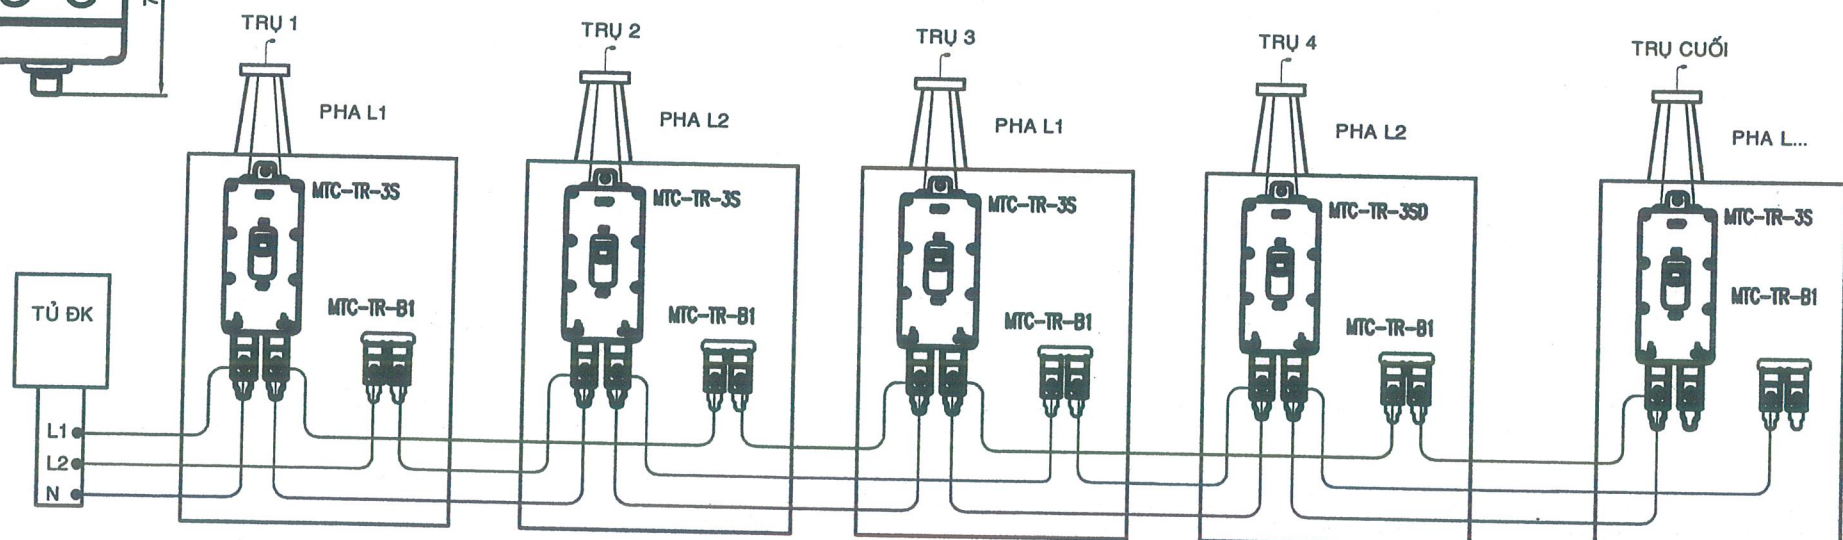 TRỤ 1
TRỤ 2
TRỤ 3
TRỤ 4
TRỤ CUỐI
PHA L1
PHA L2
PHA L1
PHA L2
PHA L...
MTC-TR-3S
MTC-TR-3S
MTC-TR-3S
MTC-TR-3SD
MTC-TR-3S
TỦ ĐK
MTC-TR-B1
MTC-TR-B1
MTC-TR-B1
MTC-TR-B1
MTC-TR-B1
L1
L2
N